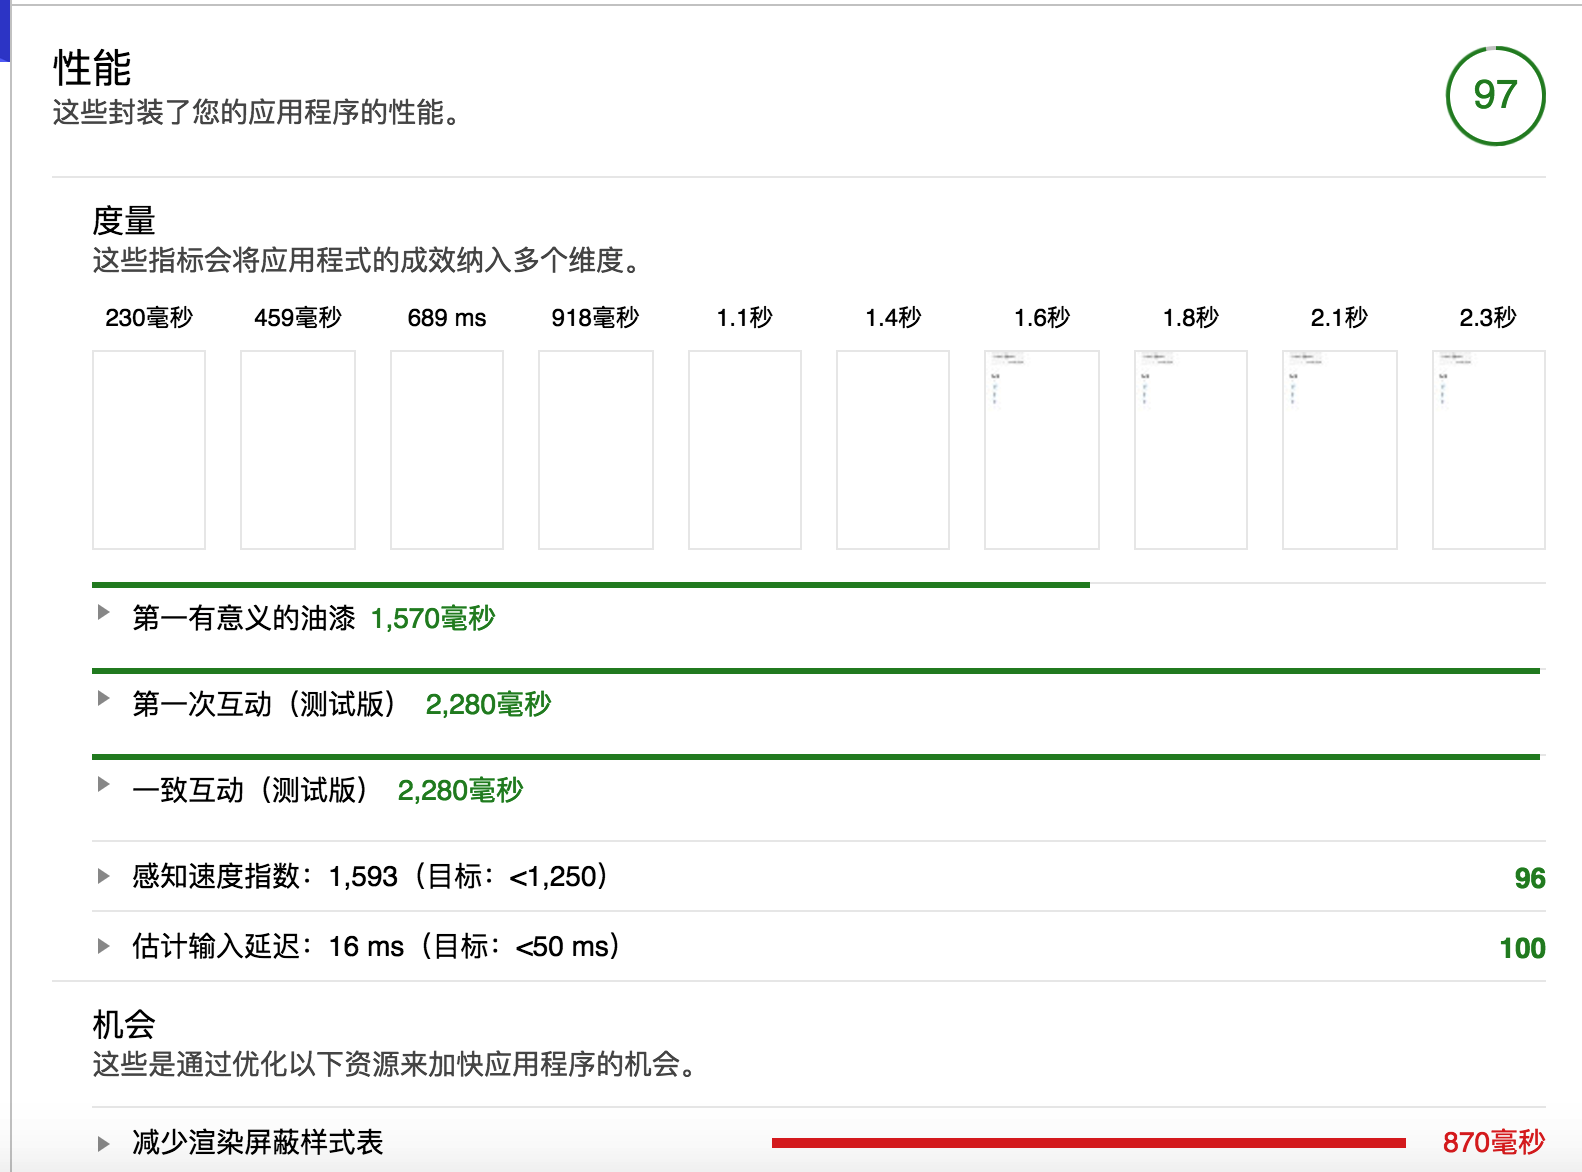 性能
97
这些封装了您的应用程序的性能。
度量
这些指标会将应用程式的成效纳入多个维度。
230毫秒 459毫秒 689 ms 918毫秒 1.1秒 1.4秒 1.6秒 1.8秒 2.1秒 2.3秒
第一有意义的油漆 1,570毫秒
第一次互动（测试版） 2,280毫秒
一致互动（测试版） 2,280毫秒
感知速度指数：1,593（目标：<1,250） 96
估计输入延迟：16 ms（目标：<50 ms） 100
机会
这些是通过优化以下资源来加快应用程序的机会。
减少渲染屏蔽样式表 870毫秒